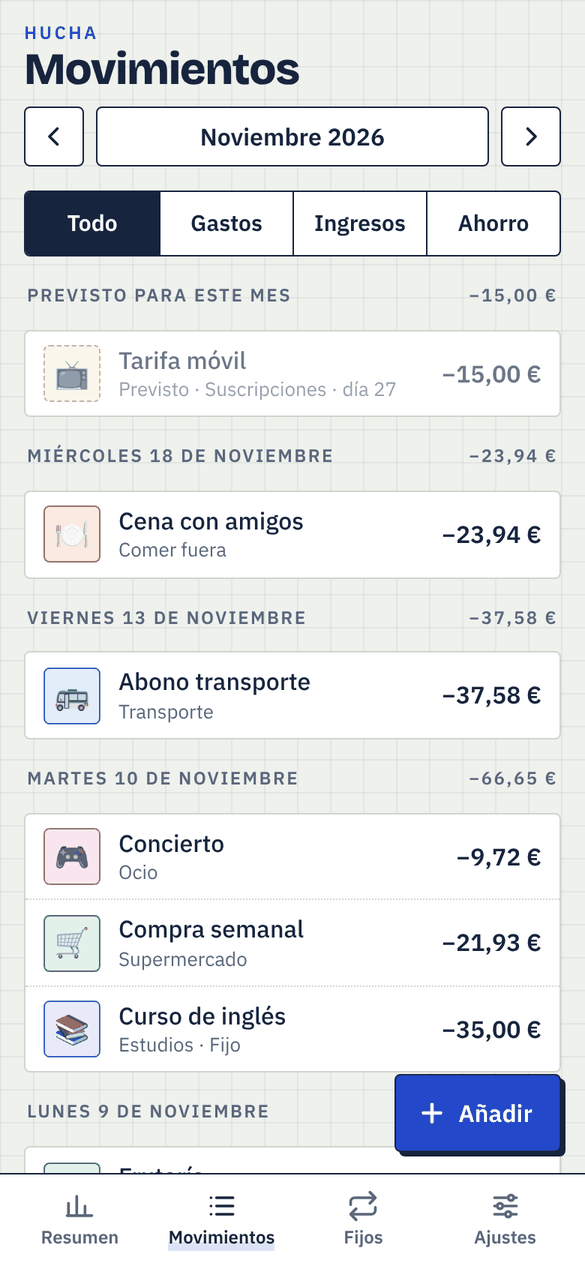 HUCHA
Movimientos
Noviembre 2026
Todo
Gastos
Ingresos
Ahorro
PREVISTO PARA ESTE MES
−15,00 €
Tarifa móvil
Previsto · Suscripciones · día 27
−15,00 €
MIÉRCOLES 18 DE NOVIEMBRE
−23,94 €
Cena con amigos
Comer fuera
−23,94 €
VIERNES 13 DE NOVIEMBRE
−37,58 €
Abono transporte
Transporte
−37,58 €
MARTES 10 DE NOVIEMBRE
−66,65 €
Concierto
Ocio
−9,72 €
Compra semanal
Supermercado
−21,93 €
Curso de inglés
Estudios · Fijo
−35,00 €
LUNES 9 DE NOVIEMBRE
Añadir
Resumen
Movimientos
Fijos
Ajustes